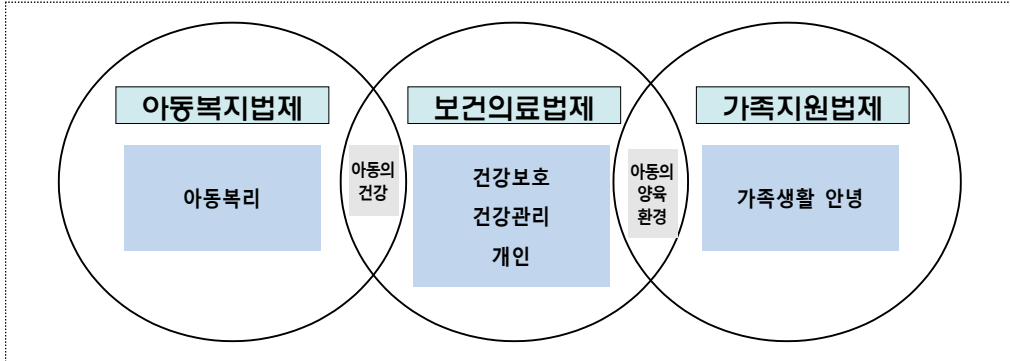 아동복지법제
아동복리
아동의
건강
보건의료법제
건강보호
건강관리
개인
아동의
양육
환경
가족지원법제
가족생활 안녕